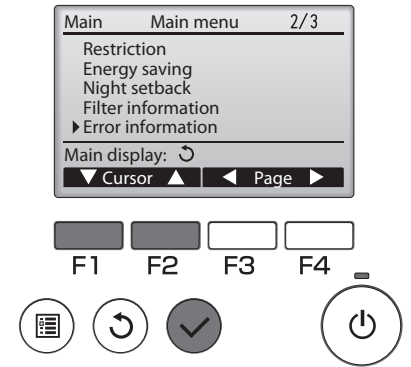 Main Main menu 2/3
Restriction
Energy saving
Night setback
Filter information
Error information
Main display:
Cursor Page
F1 F2 F3 F4